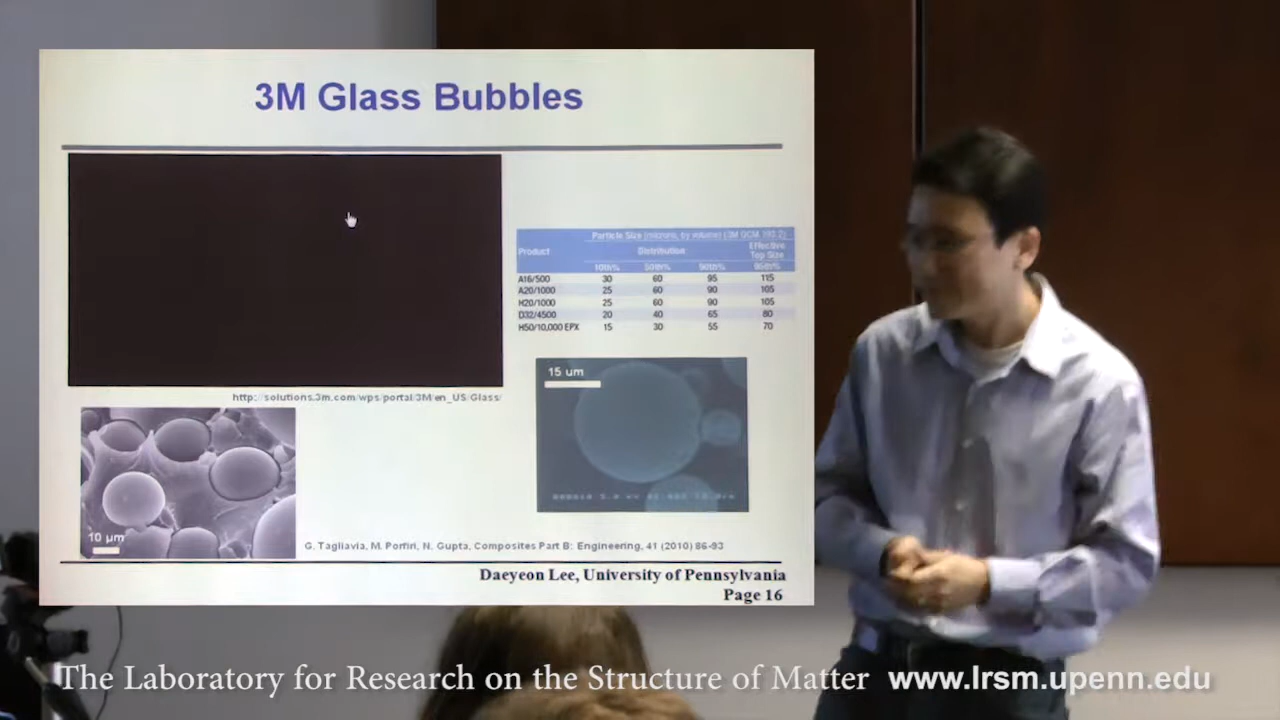 3M Glass Bubbles
Particle Size (microns, by volume) (3M QCM 193.2)
Product Distribution Effective Top Size
10th% 50th% 90th% 95th%
A16/500 30 60 95 115
A20/1000 25 60 90 105
H20/1000 25 60 90 105
D32/4500 20 40 65 80
H50/10,000 EPX 15 30 55 70
http://solutions.3m.com/wps/portal/3M/en_US/Glass/
15 um
10 µm
G. Tagliavia, M. Porfiri, N. Gupta, Composites Part B: Engineering, 41 (2010) 86-93
Daeyeon Lee, University of Pennsylvania
Page 16
The Laboratory for Research on the Structure of Matter www.lrsm.upenn.edu